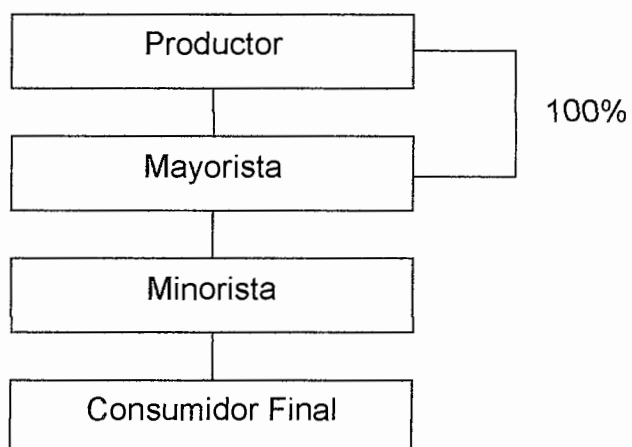 Productor
100%
Mayorista
Minorista
Consumidor Final